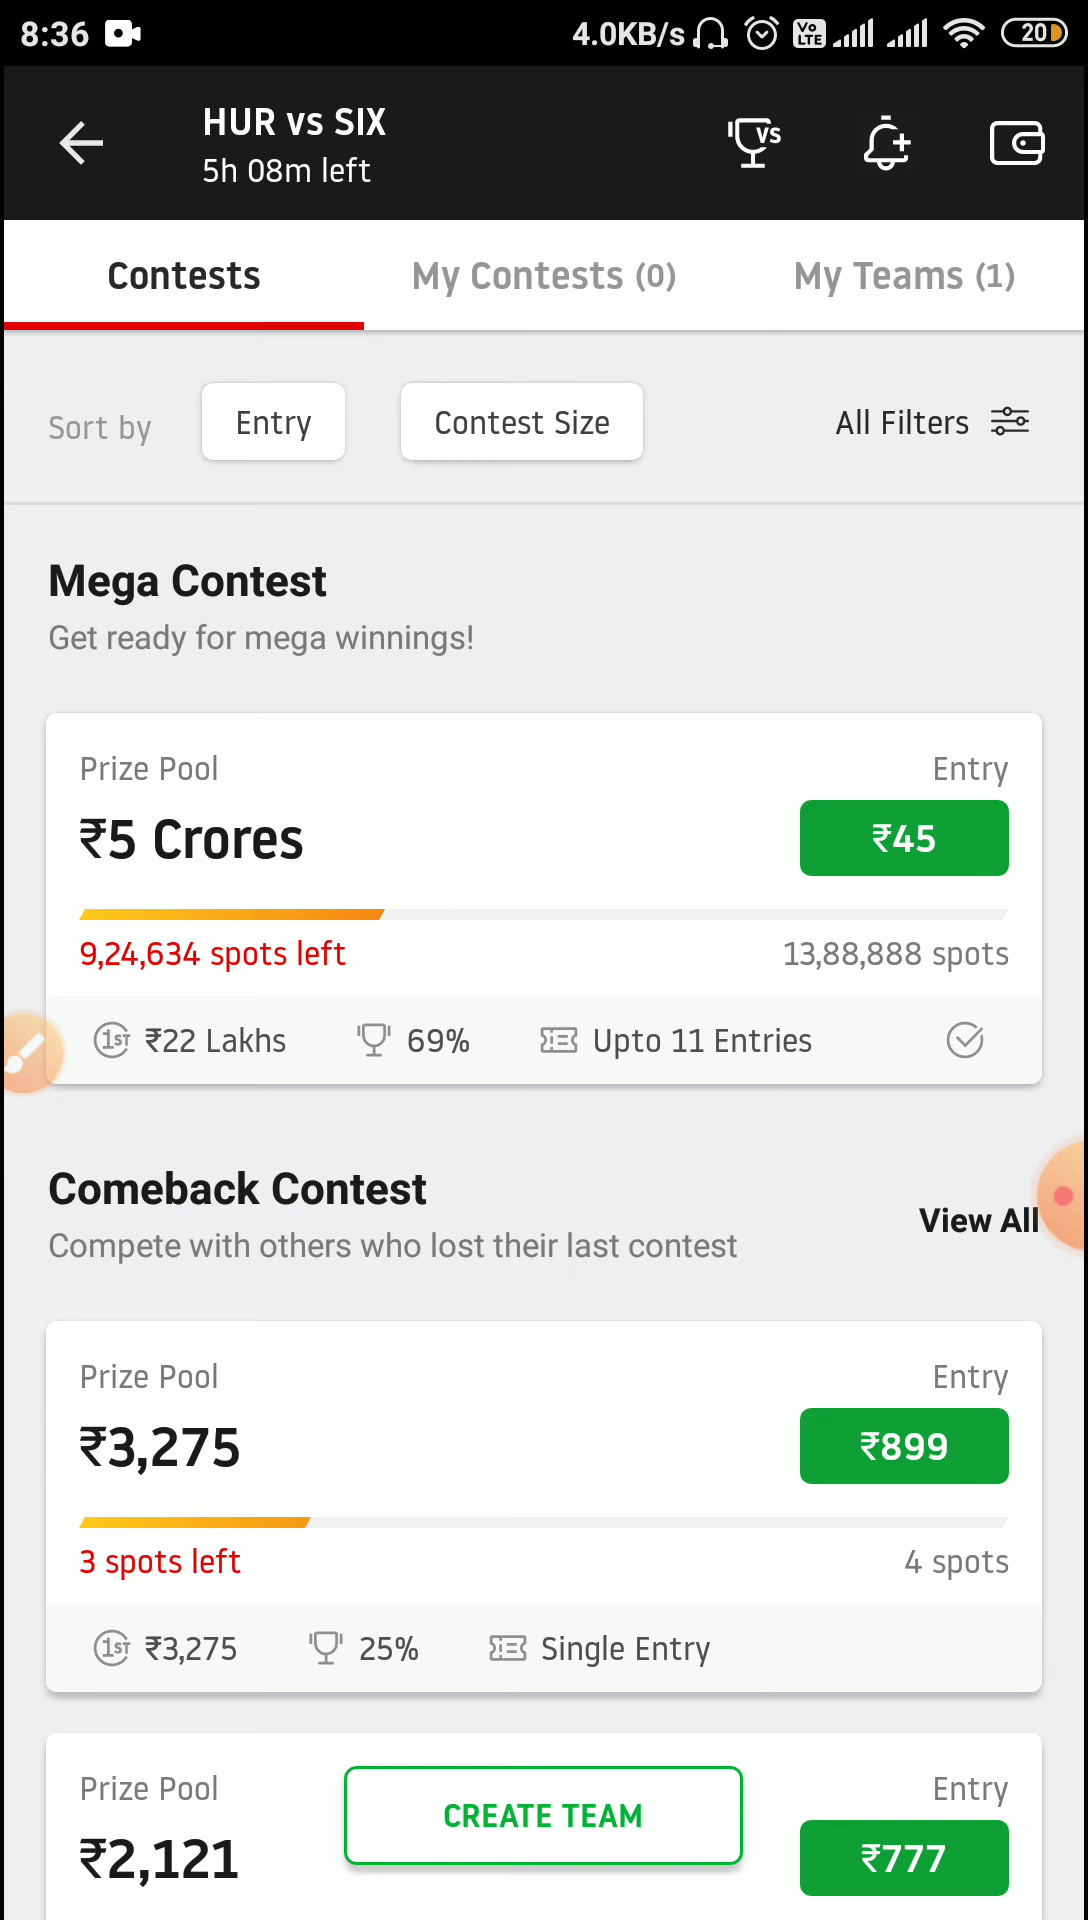 8:36
4.0KB/s
Vo
LTE
20
HUR vs SIX
5h 08m left
VS
Contests
My Contests (0)
My Teams (1)
Sort by
Entry
Contest Size
All Filters
Mega Contest
Get ready for mega winnings!
Prize Pool
Entry
₹5 Crores
₹45
9,24,634 spots left
13,88,888 spots
1ST
₹22 Lakhs
69%
Upto 11 Entries
Comeback Contest
View All
Compete with others who lost their last contest
Prize Pool
Entry
₹3,275
₹899
3 spots left
4 spots
1ST
₹3,275
25%
Single Entry
Prize Pool
Entry
CREATE TEAM
₹2,121
₹777